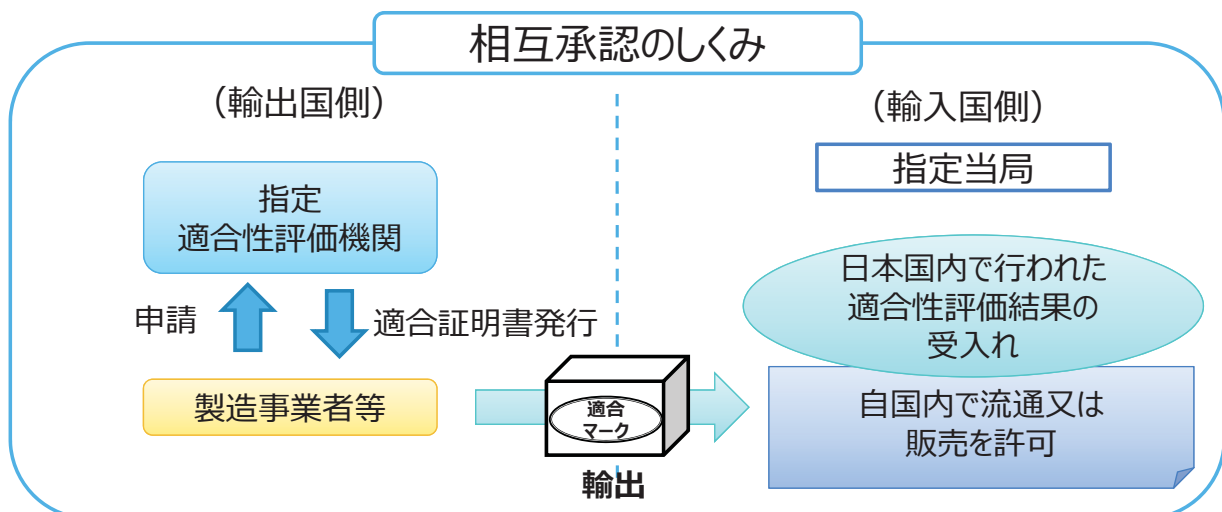 相互承認のしくみ
（輸出国側）
（輸入国側）
指定
適合性評価機関
指定当局
申請
適合証明書発行
日本国内で行われた
適合性評価結果の
受入れ
製造事業者等
適合
マーク
輸出
自国内で流通又は
販売を許可